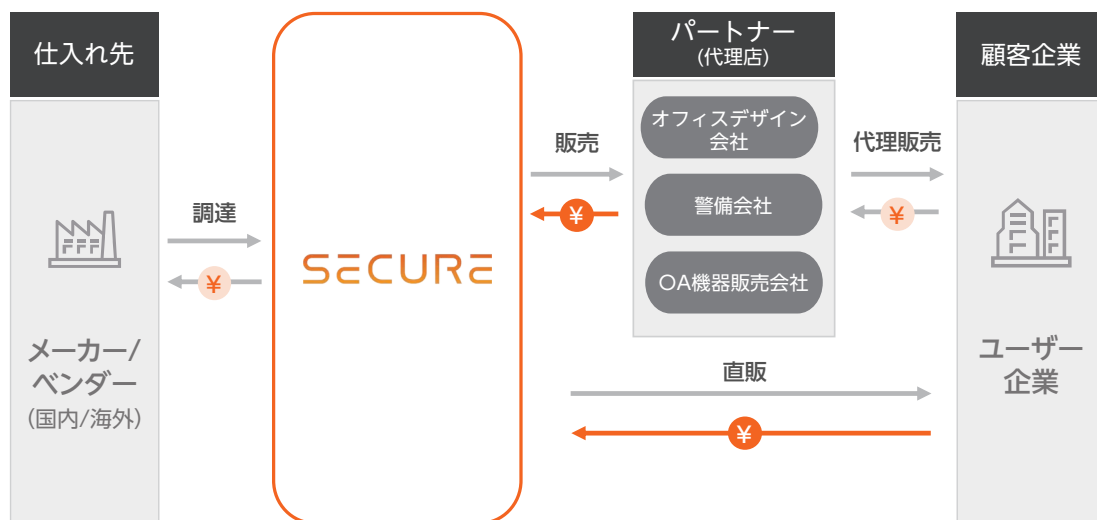 仕入れ先
メーカー/
ベンダー
(国内/海外)
調達
¥
SECURE
販売
¥
パートナー
(代理店)
オフィスデザイン
会社
警備会社
OA機器販売会社
代理販売
¥
直販
¥
顧客企業
ユーザー
企業